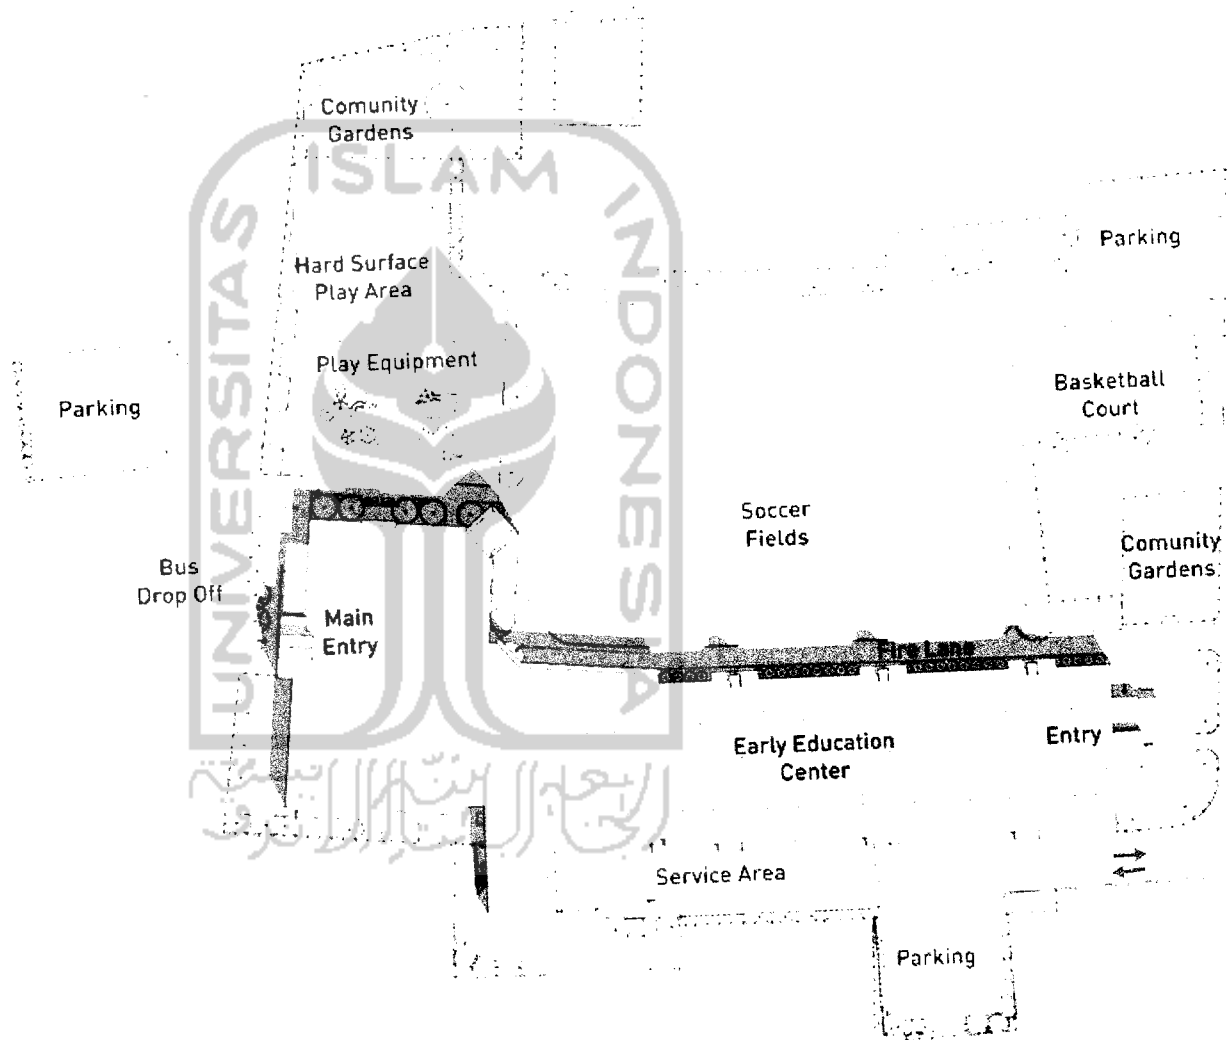 Comunity
Gardens
UNIVERSITAS
ISLAM
INDONESIA
Parking
Hard Surface
Play Area
Play Equipment
Parking
Basketball
Court
Soccer
Fields
Comunity
Gardens
Bus
Drop Off
Main
Entry
Fire Lane
Early Education
Center
Entry
Service Area
Parking